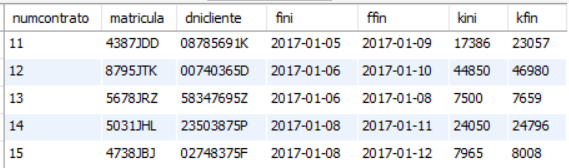 numcontrato matricula dnicliente fini ffin kini kfin
11 4387JDD 08785691K 2017-01-05 2017-01-09 17386 23057
12 8795JTK 00740365D 2017-01-06 2017-01-10 44850 46980
13 5678JRZ 58347695Z 2017-01-06 2017-01-08 7500 7659
14 5031JHL 23503875P 2017-01-08 2017-01-11 24050 24796
15 4738JBJ 02748375F 2017-01-08 2017-01-12 7965 8008